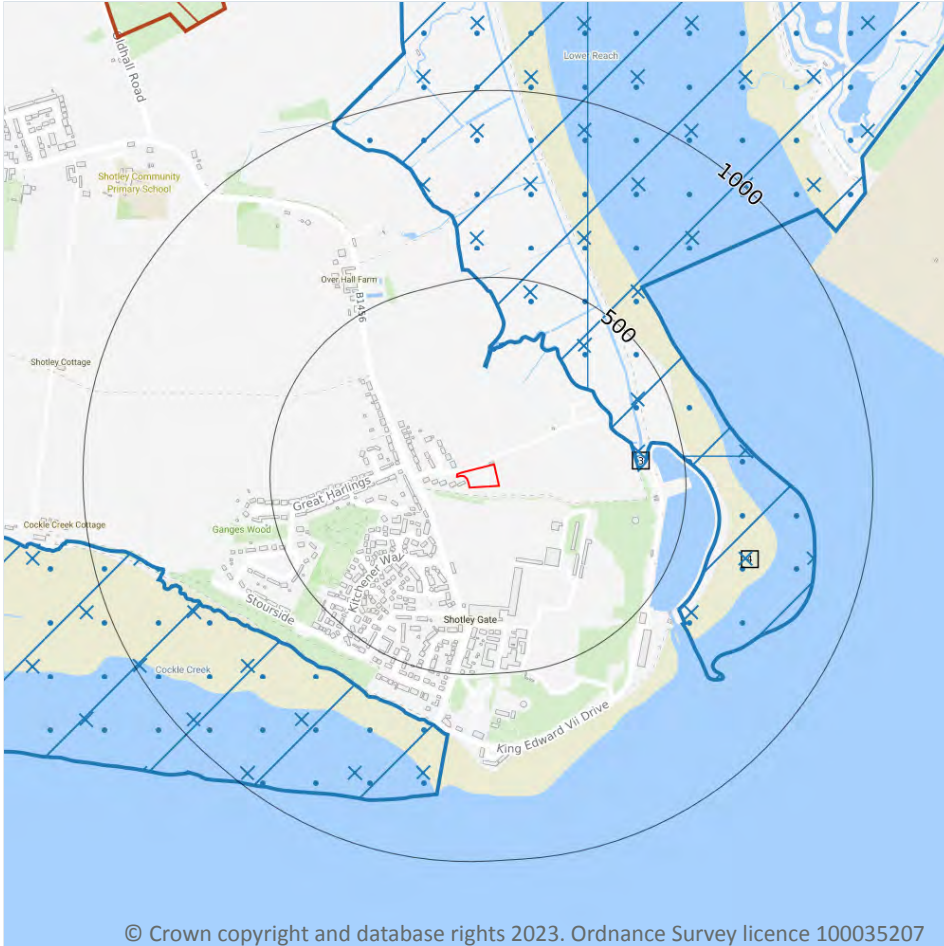 Oldhall Road
Lower Reach
Shotley Community
Primary School
1000
Over Hall Farm
B1456
500
Shotley Cottage
3
Great Harlings
Cockle Creek Cottage
Ganges Wood
Kitchener Way
Stourside
Shotley Gate
Cockle Creek
King Edward Vii Drive
© Crown copyright and database rights 2023. Ordnance Survey licence 100035207